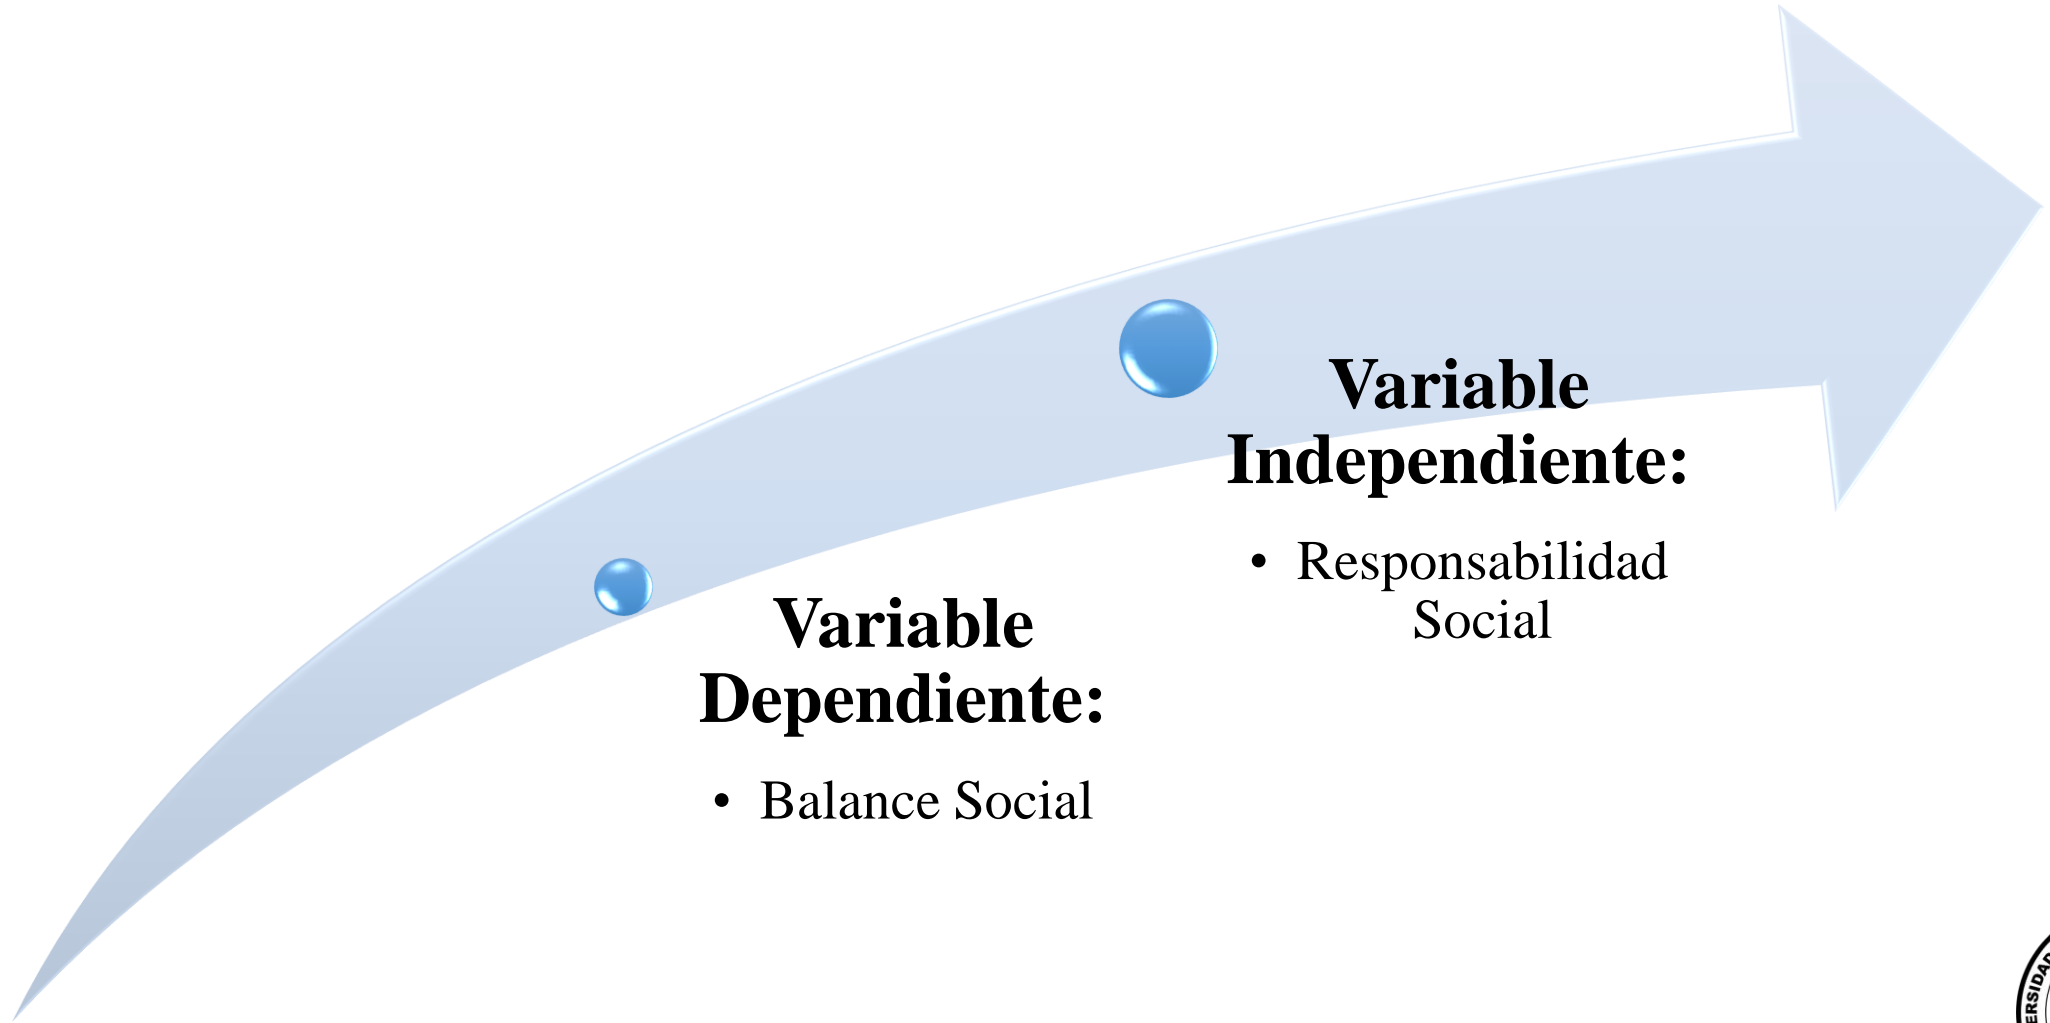 Variable
Independiente:
• Responsabilidad
Social
Variable
Dependiente:
• Balance Social